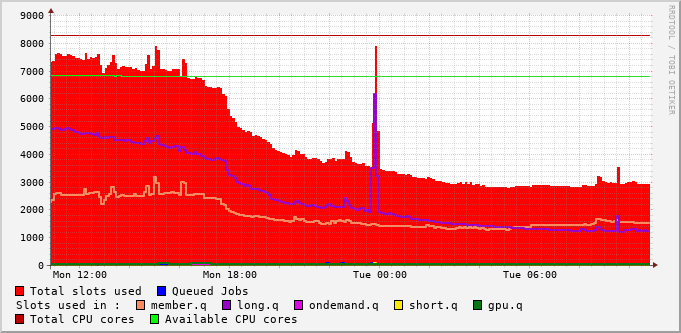 9000
8000
7000
6000
5000
4000
3000
2000
1000
0
Mon 12:00 Mon 18:00 Tue 00:00 Tue 06:00
RRDTOOL / TOBI OETIKER
Total slots used Queued Jobs
Slots used in : member.q long.q ondemand.q short.q gpu.q
Total CPU cores Available CPU cores